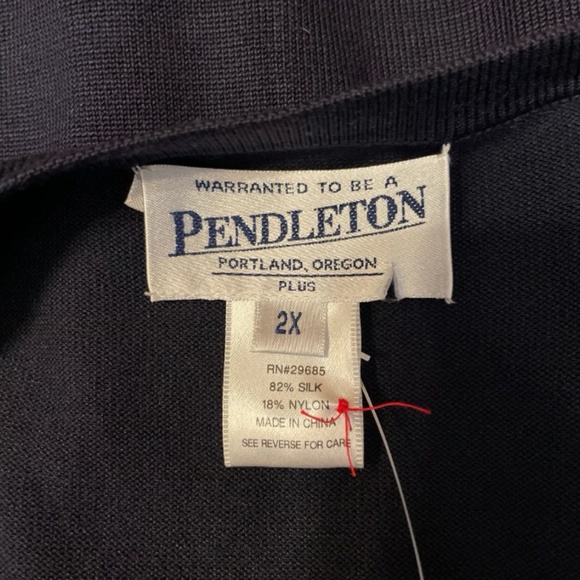 WARRANTED TO BE A
PENDLETON
PORTLAND, OREGON
PLUS
2X
RN#29685
82% SILK
18% NYLON
MADE IN CHINA
SEE REVERSE FOR CARE